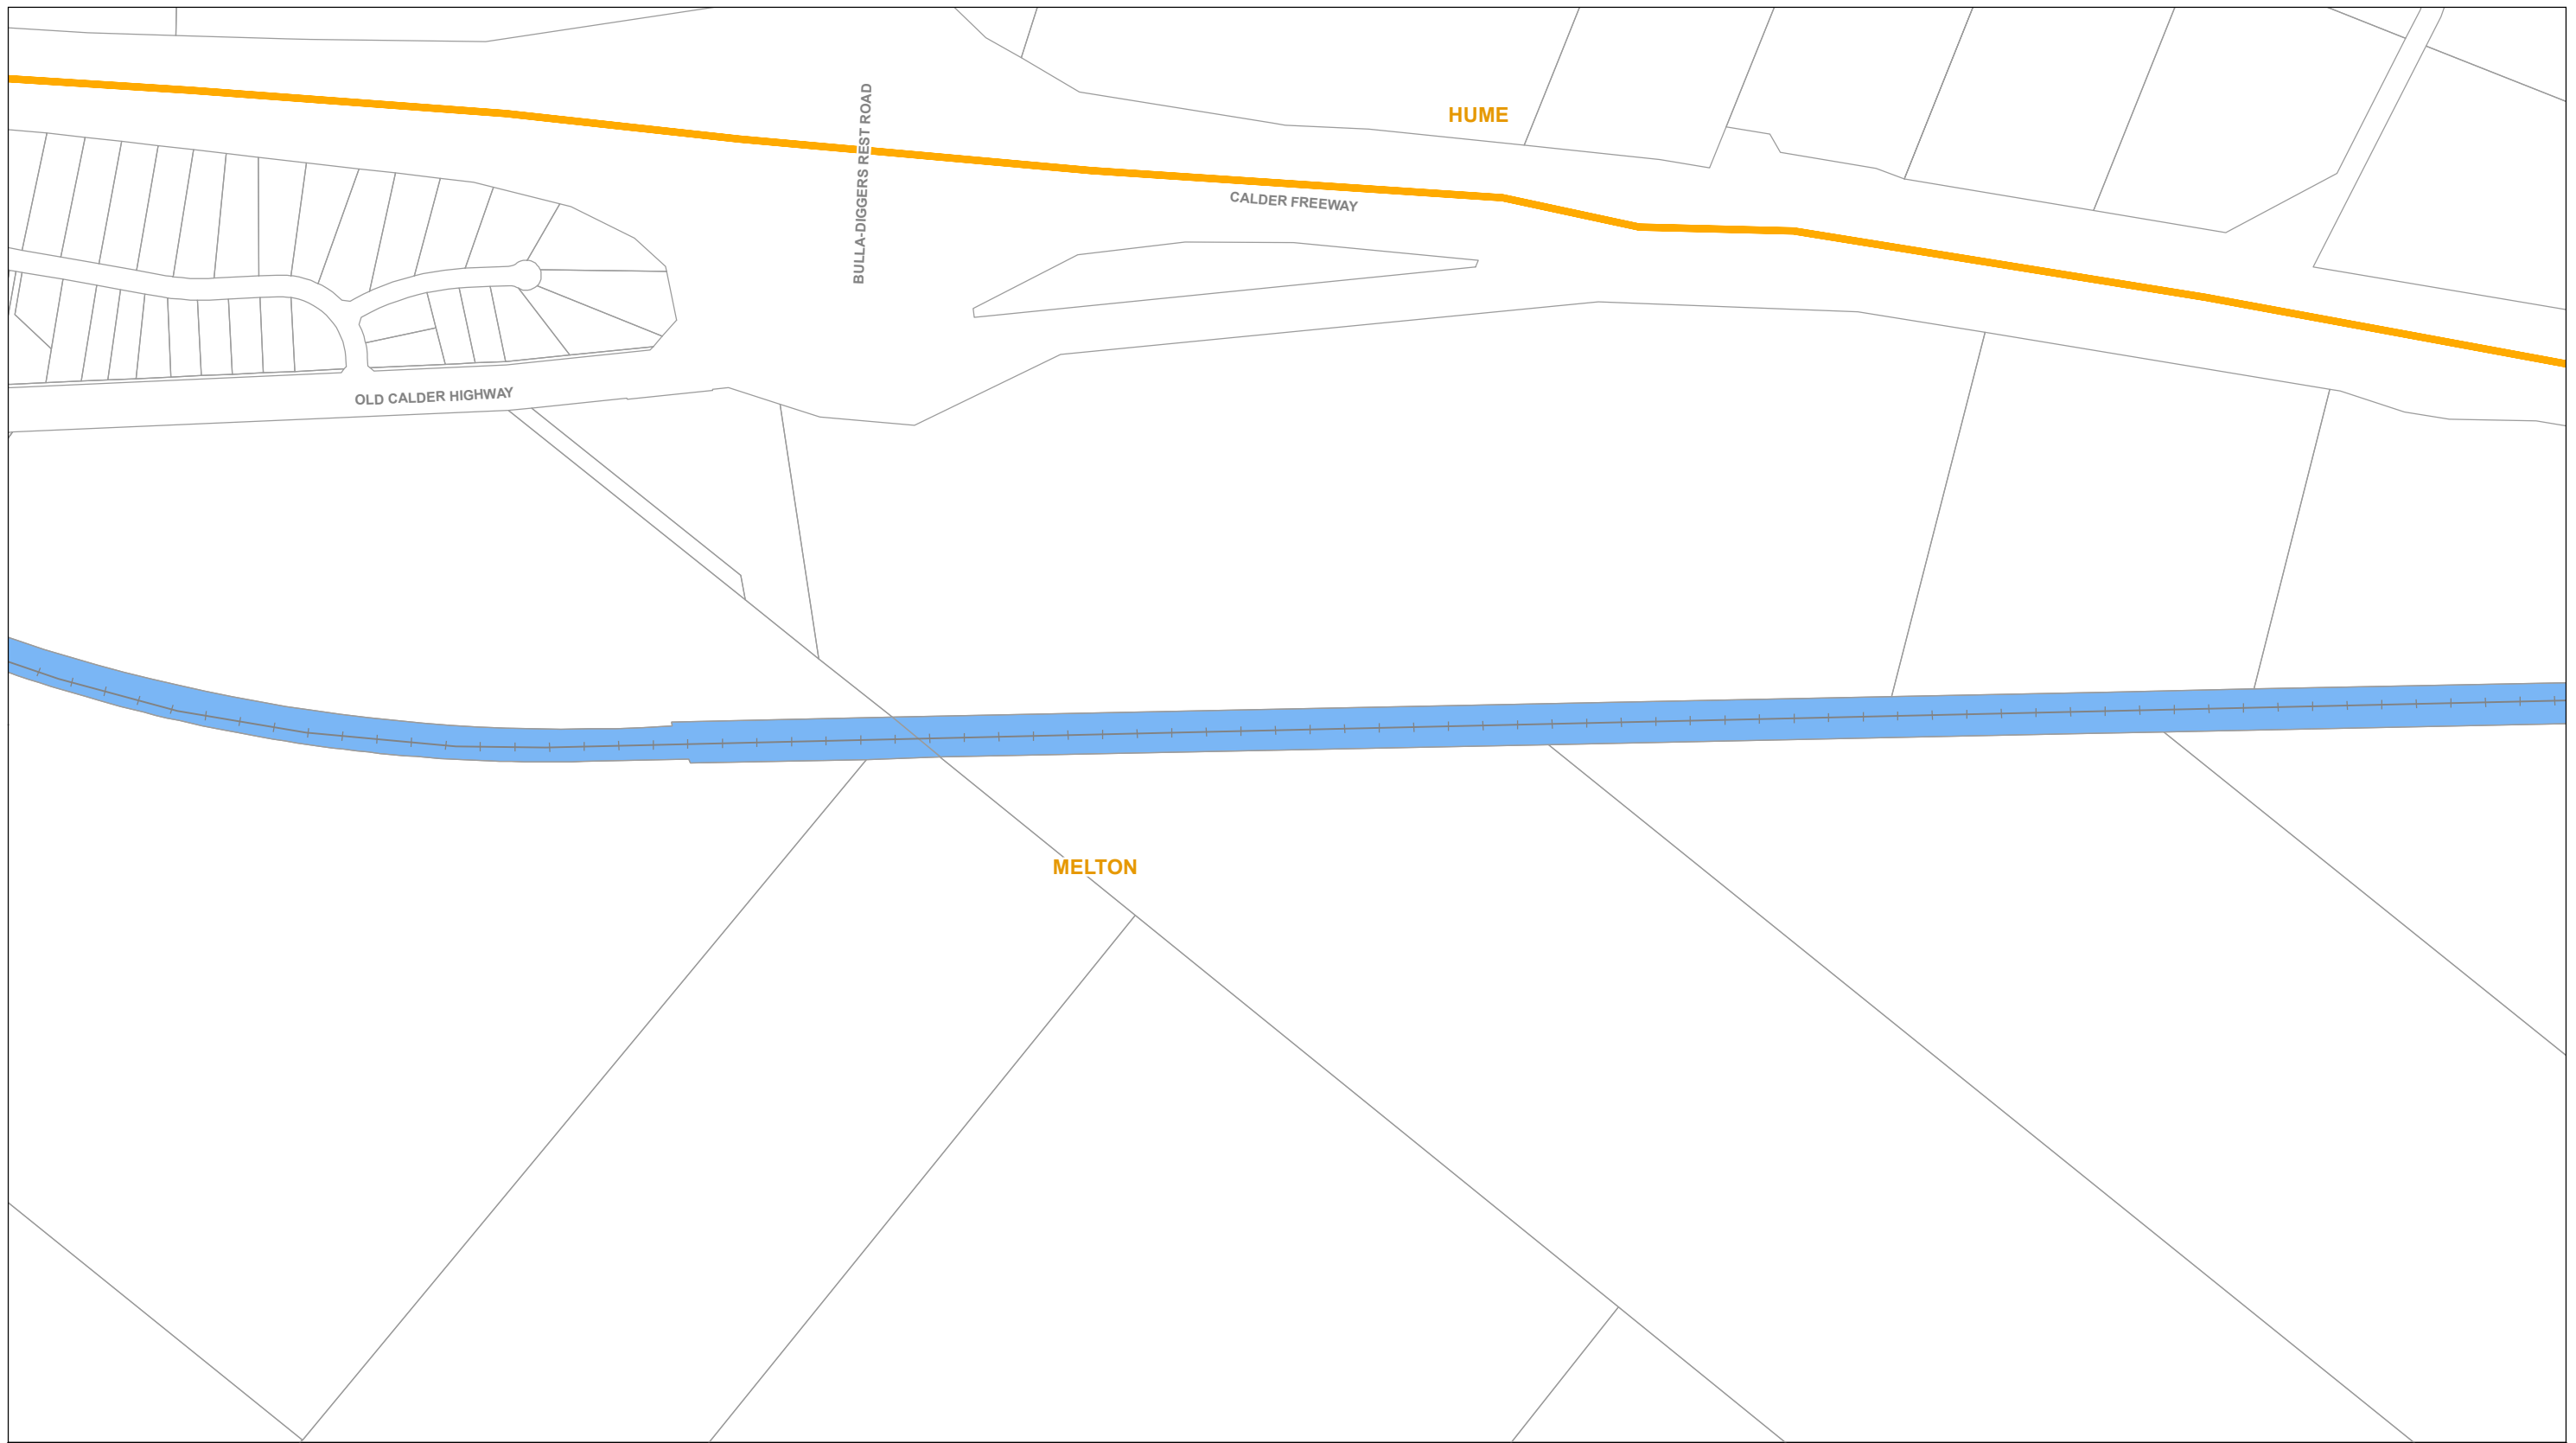 HUME
BULLA-DIGGERS REST ROAD
CALDER FREEWAY
OLD CALDER HIGHWAY
MELTON